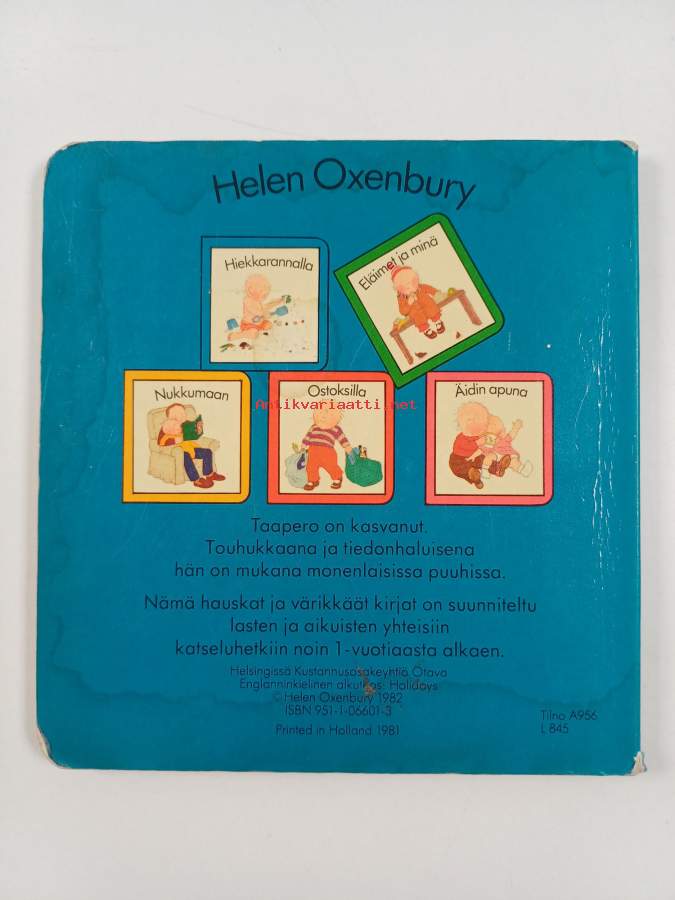 Helen Oxenbury
Hiekkarannalla
Eläimet ja minä
Nukkumaan
Ostoksilla
Äidin apuna
Antikvariaatti.net
Taapero on kasvanut.
Touhukkaana ja tiedonhaluisena
hän on mukana monenlaisissa puuhissa.
Nämä hauskat ja värikkäät kirjat on suunniteltu
lasten ja aikuisten yhteisiin
katseluhetkiin noin 1-vuotiaasta alkaen.
Helsingissä Kustannusosakeyhtiö Otava
Englanninkielinen alkuteos: Holidays
© Helen Oxenbury 1982
ISBN 951-1-06601-3
Printed in Holland 1981
Tilno A956
L 845